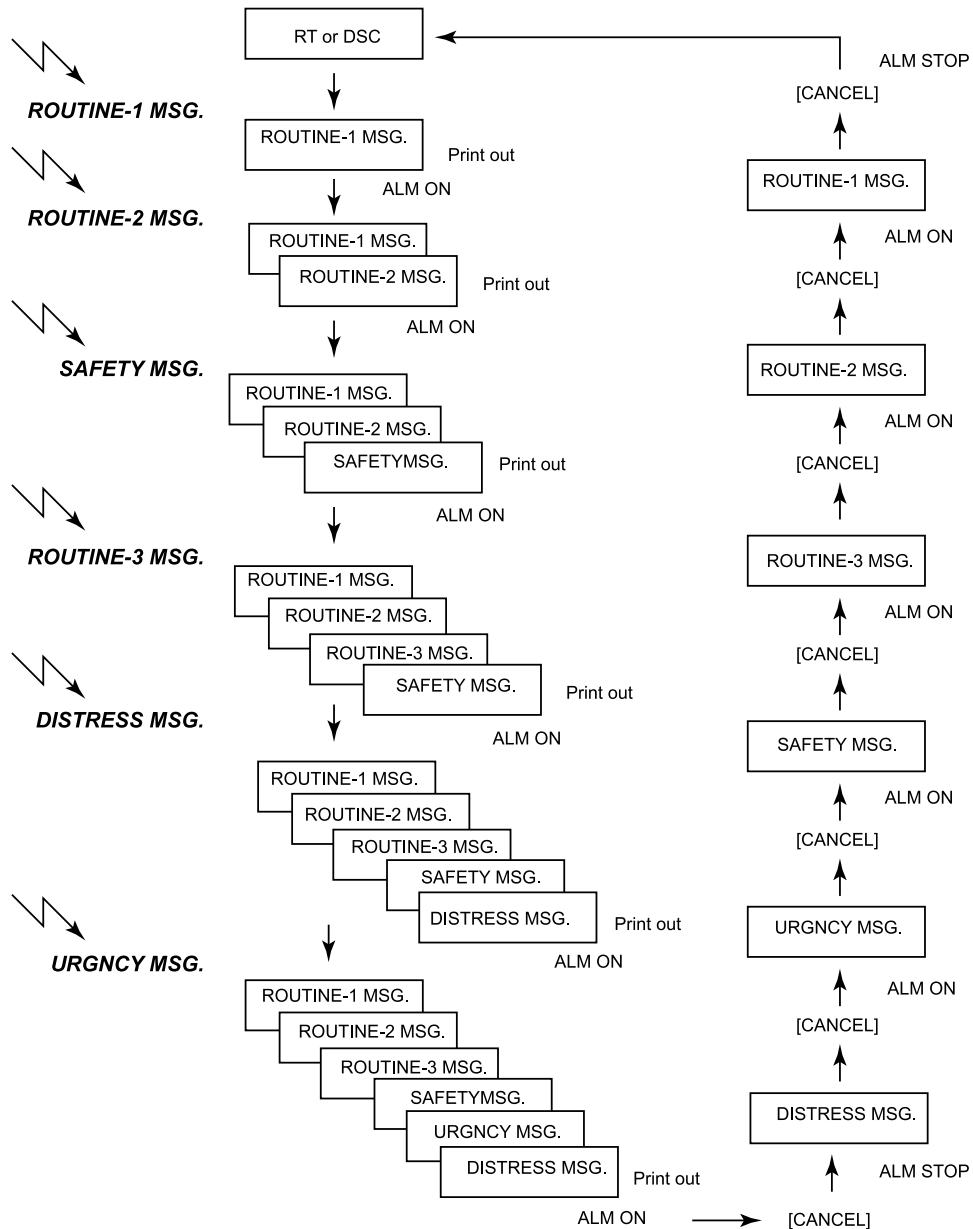 RT or DSC
ROUTINE-1 MSG.
ROUTINE-1 MSG.
Print out
ALM ON
ROUTINE-2 MSG.
ROUTINE-1 MSG.
ROUTINE-2 MSG.
Print out
ALM ON
SAFETY MSG.
ROUTINE-1 MSG.
ROUTINE-2 MSG.
SAFETYMSG.
Print out
ALM ON
ROUTINE-3 MSG.
ROUTINE-1 MSG.
ROUTINE-2 MSG.
ROUTINE-3 MSG.
SAFETY MSG.
Print out
ALM ON
DISTRESS MSG.
ROUTINE-1 MSG.
ROUTINE-2 MSG.
ROUTINE-3 MSG.
SAFETY MSG.
DISTRESS MSG.
Print out
ALM ON
URGNCY MSG.
ROUTINE-1 MSG.
ROUTINE-2 MSG.
ROUTINE-3 MSG.
SAFETYMSG.
URGNCY MSG.
DISTRESS MSG.
Print out
ALM ON
[CANCEL]
ALM STOP
DISTRESS MSG.
[CANCEL]
ALM ON
URGNCY MSG.
[CANCEL]
ALM ON
SAFETY MSG.
[CANCEL]
ALM ON
ROUTINE-3 MSG.
[CANCEL]
ALM ON
ROUTINE-2 MSG.
[CANCEL]
ALM ON
ROUTINE-1 MSG.
[CANCEL]
ALM STOP